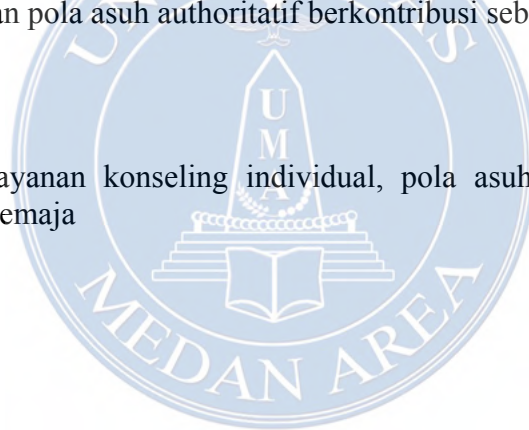 an pola asuh authoritatif berkontribusi seb
U
M
A
ayanan konseling individual, pola asuh
emaja
MEDAN AREA